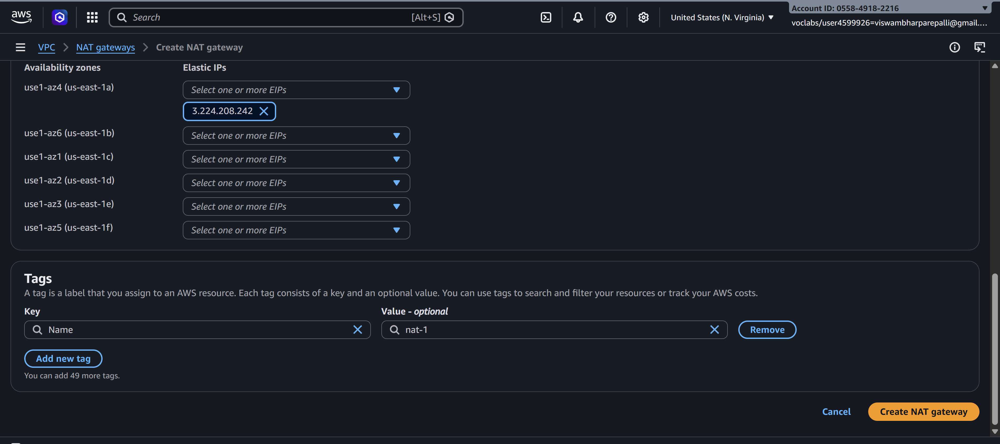 aws
Search [Alt+S]
United States (N. Virginia)
Account ID: 0558-4918-2216
voclabs/user4599926=viswambharparepalli@gmail....
VPC NAT gateways Create NAT gateway
Availability zones Elastic IPs
use1-az4 (us-east-1a) Select one or more EIPs
3.224.208.242
use1-az6 (us-east-1b) Select one or more EIPs
use1-az1 (us-east-1c) Select one or more EIPs
use1-az2 (us-east-1d) Select one or more EIPs
use1-az3 (us-east-1e) Select one or more EIPs
use1-az5 (us-east-1f) Select one or more EIPs
Tags
A tag is a label that you assign to an AWS resource. Each tag consists of a key and an optional value. You can use tags to search and filter your resources or track your AWS costs.
Key Value - optional
Name nat-1 Remove
Add new tag
You can add 49 more tags.
Cancel Create NAT gateway